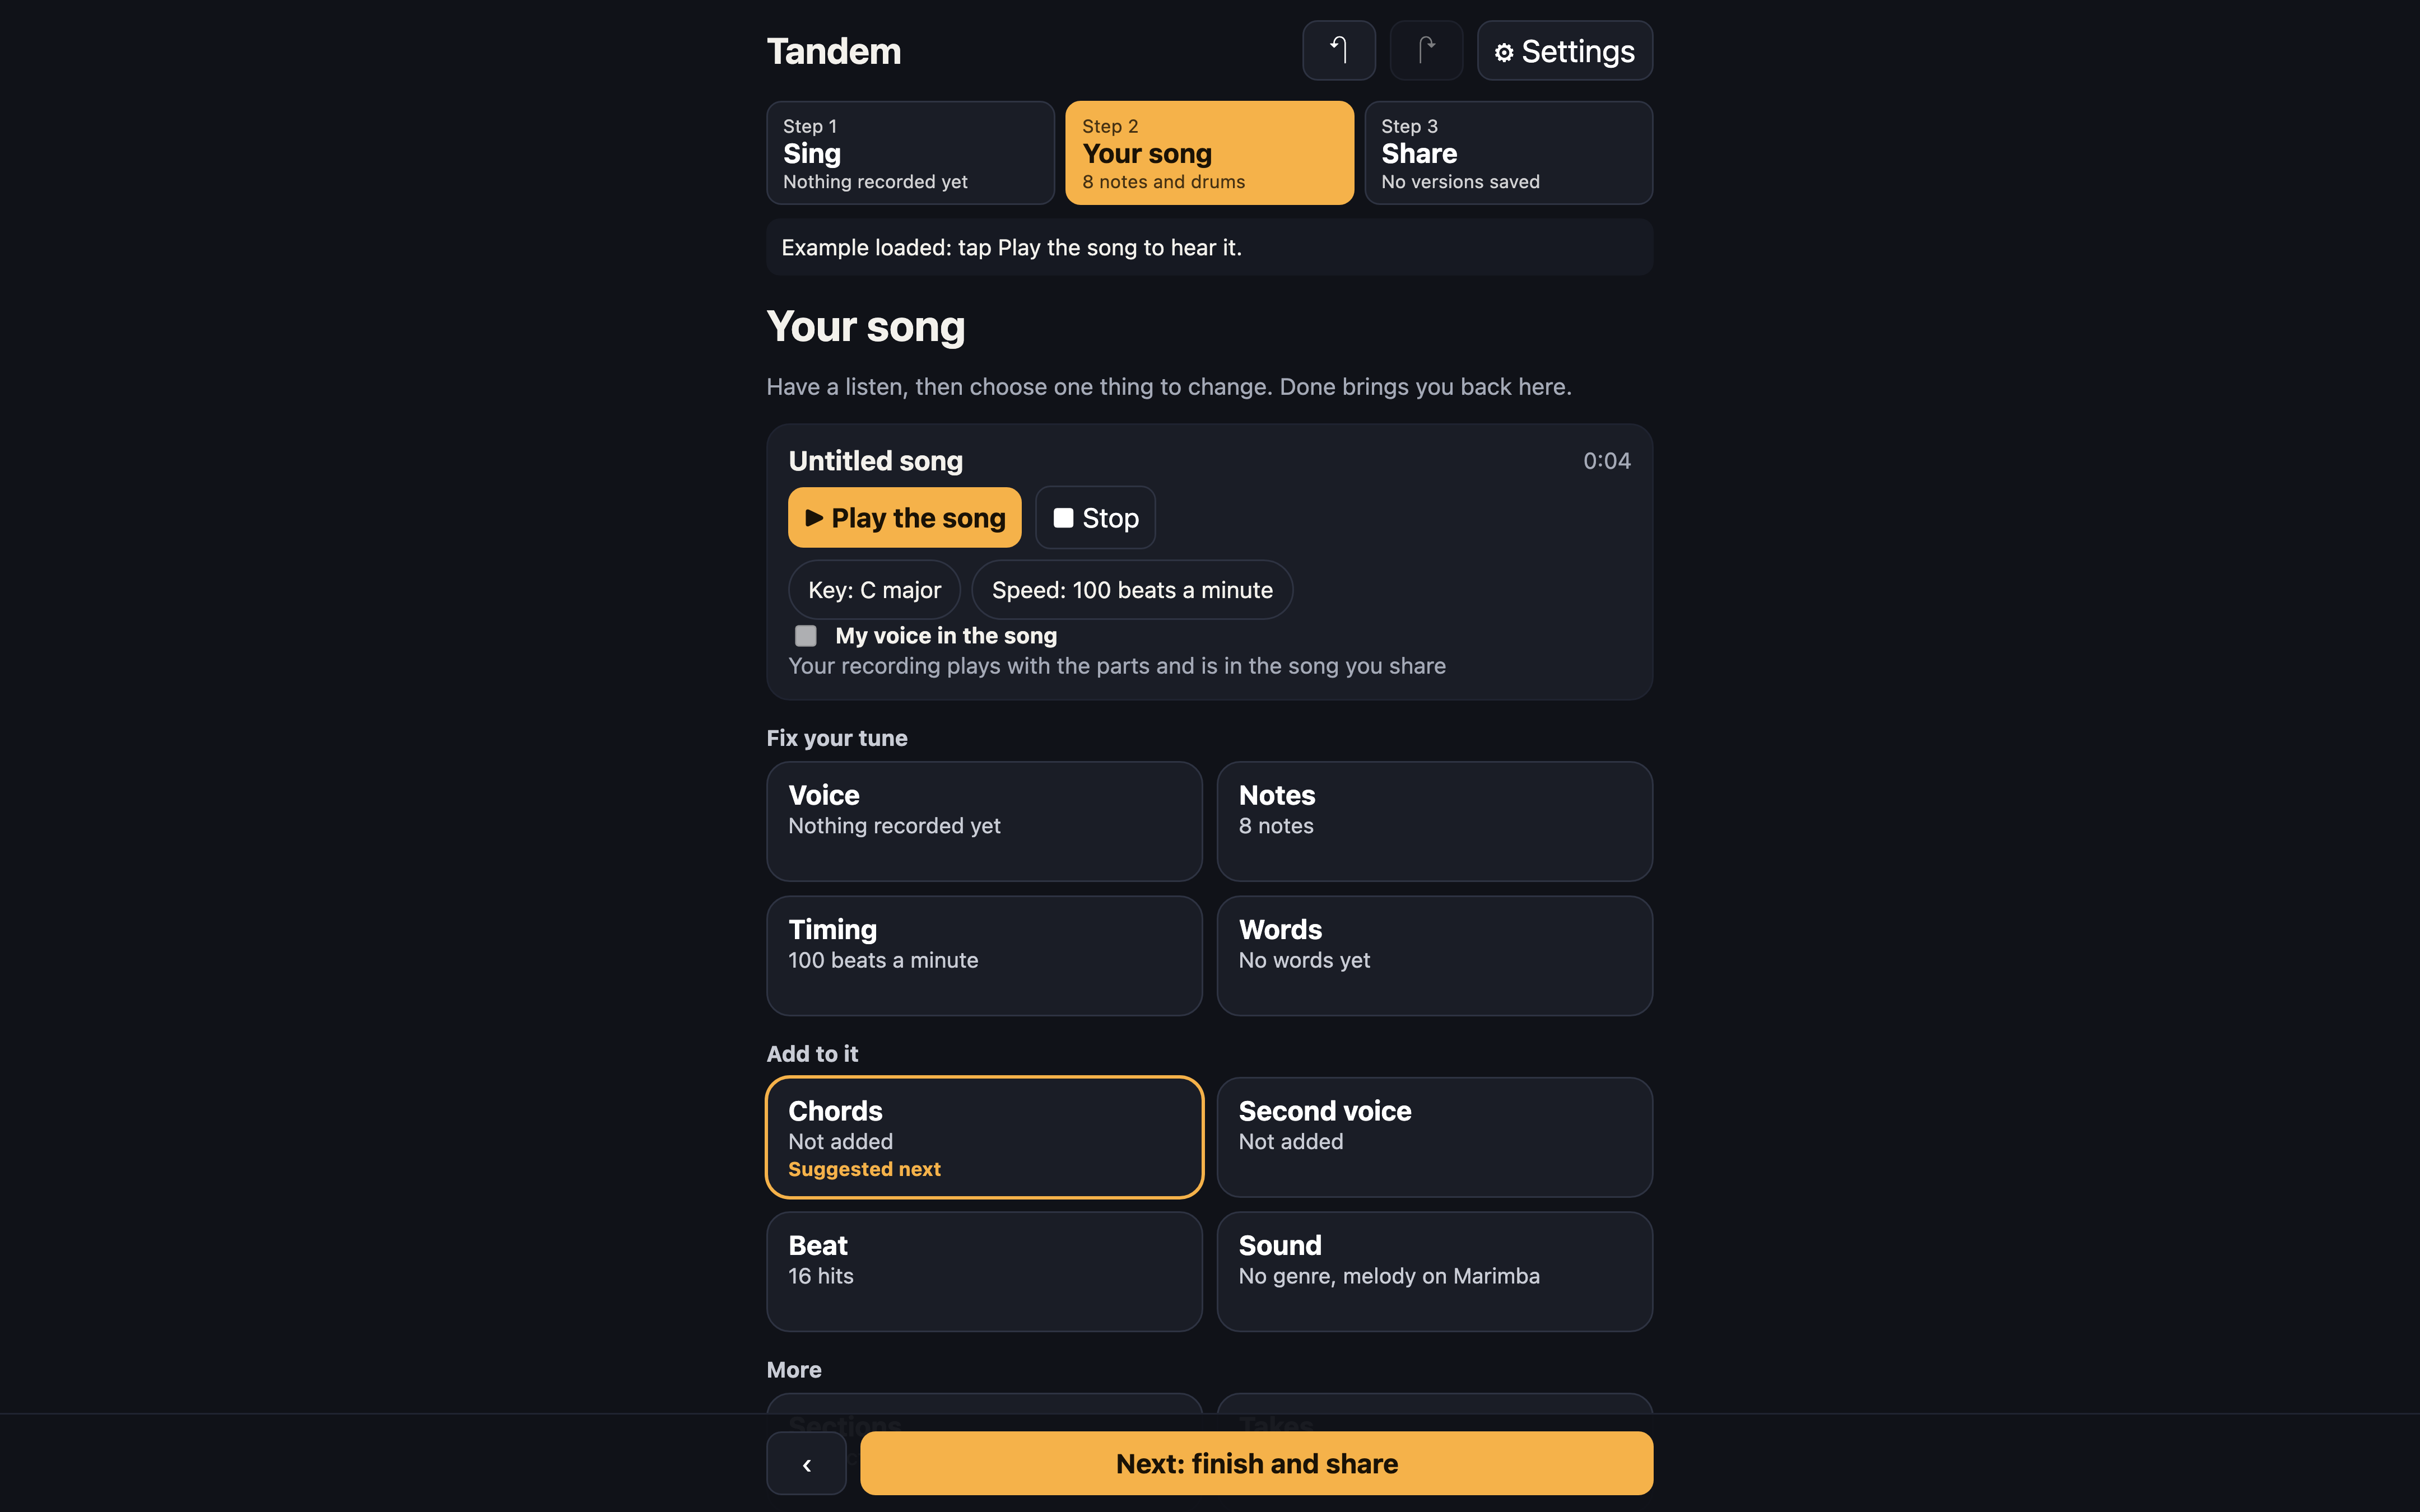 Tandem
⚙ Settings
Step 1
Sing
Nothing recorded yet
Step 2
Your song
8 notes and drums
Step 3
Share
No versions saved
Example loaded: tap Play the song to hear it.
Your song
Have a listen, then choose one thing to change. Done brings you back here.
Untitled song
0:04
▶ Play the song
Stop
Key: C major
Speed: 100 beats a minute
My voice in the song
Your recording plays with the parts and is in the song you share
Fix your tune
Voice
Nothing recorded yet
Notes
8 notes
Timing
100 beats a minute
Words
No words yet
Add to it
Chords
Not added
Suggested next
Second voice
Not added
Beat
16 hits
Sound
No genre, melody on Marimba
More
Sections
Takes
‹
Next: finish and share